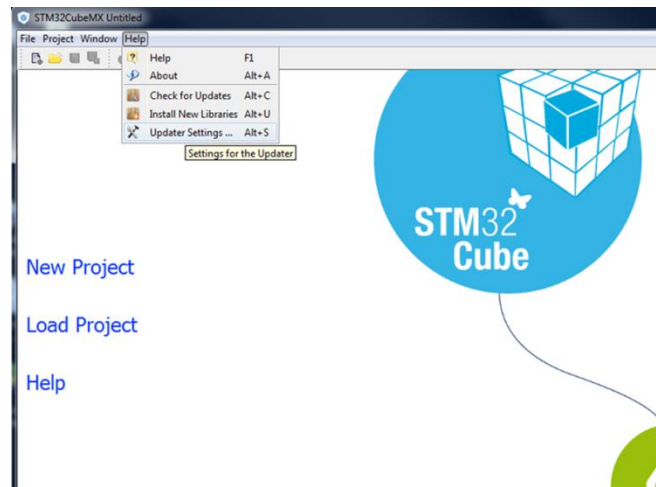 STM32CubeMX Untitled
File Project Window Help
Help F1
About Alt+A
Check for Updates Alt+C
Install New Libraries Alt+U
Updater Settings ... Alt+S
Settings for the Updater
STM32
Cube
New Project
Load Project
Help